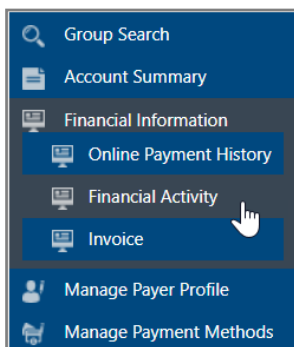 Group Search
Account Summary
Financial Information
Online Payment History
Financial Activity
Invoice
Manage Payer Profile
Manage Payment Methods